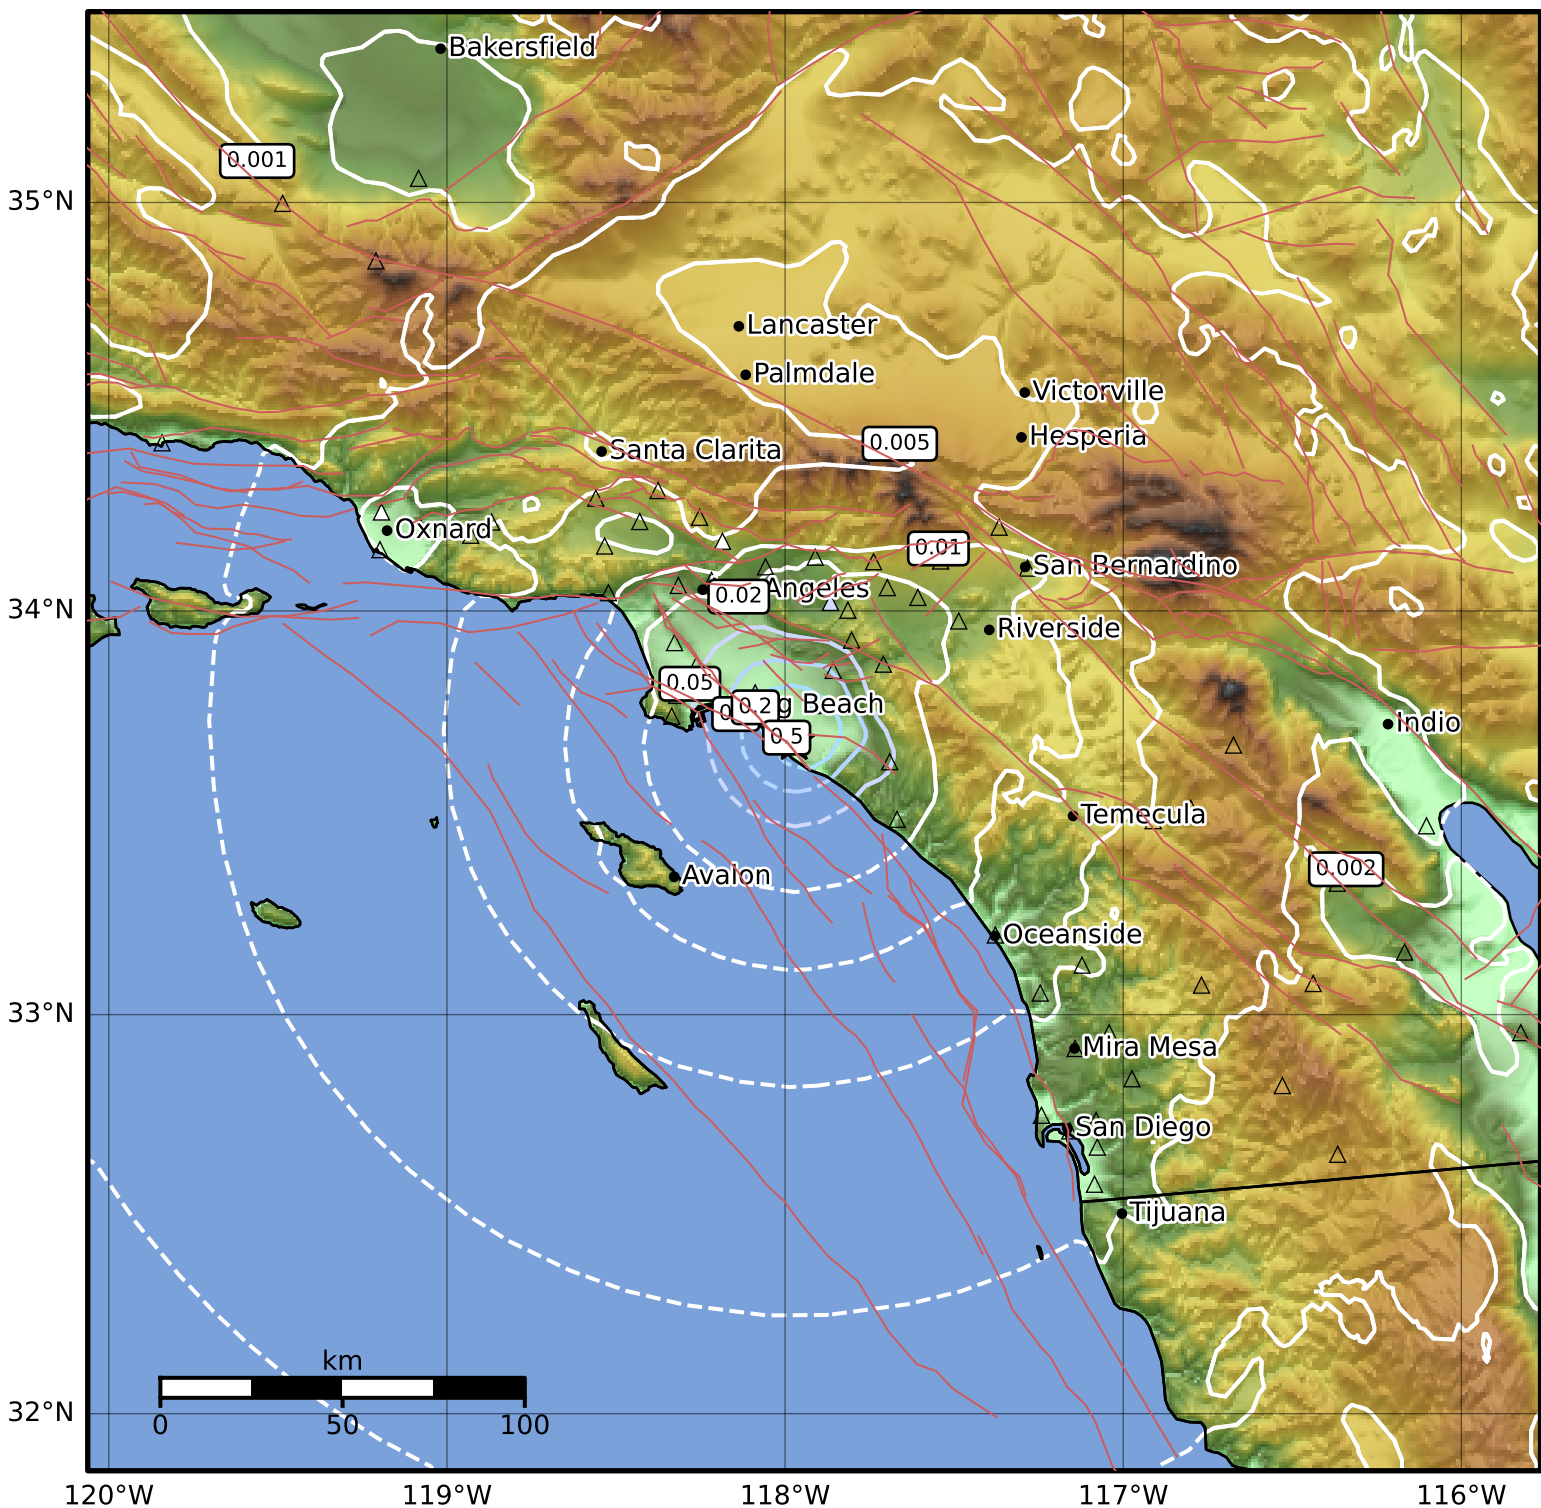 Bakersfield
0.001
35°N
Lancaster
Palmdale
Victorville
Hesperia
0.005
Santa Clarita
Oxnard
0.01
San Bernardino
34°N
Angeles
0.02
Riverside
0.05
0.2
g Beach
0.5
Indio
Temecula
0.002
Avalon
Oceanside
33°N
Mira Mesa
San Diego
Tijuana
km
0 50 100
32°N
120°W 119°W 118°W 117°W 116°W